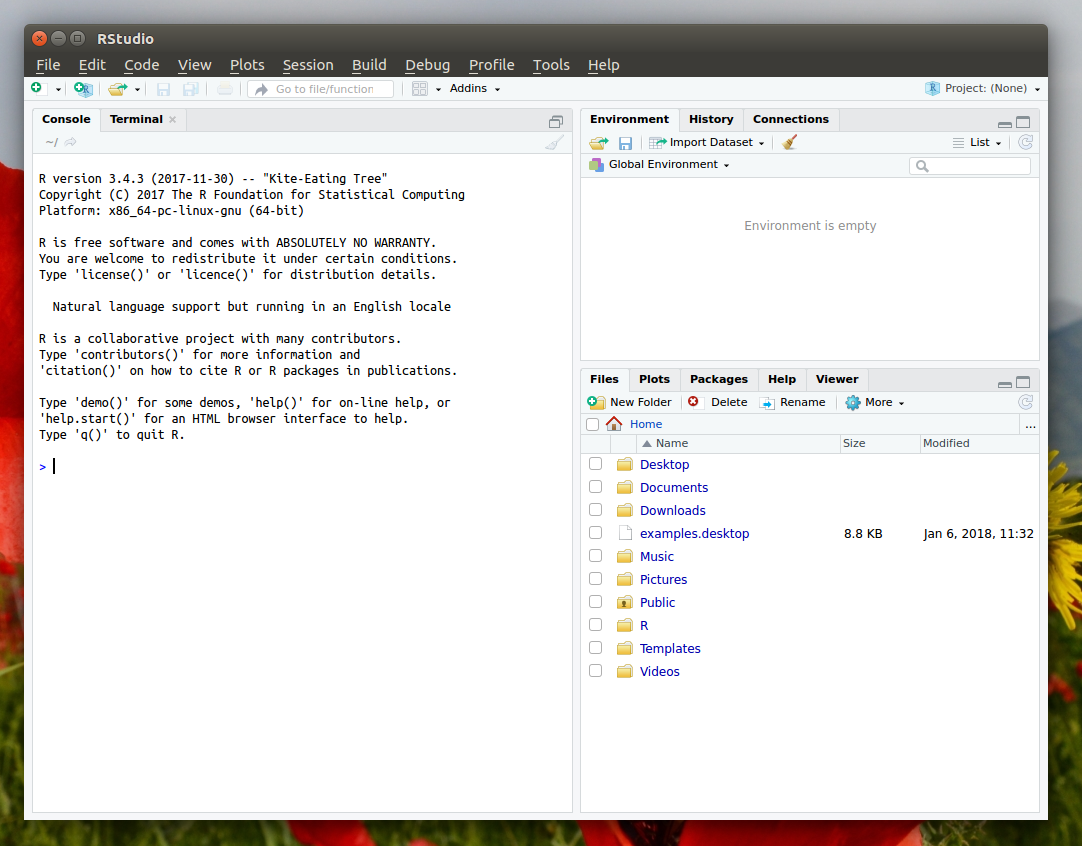 RStudio
File Edit Code View Plots Session Build Debug Profile Tools Help
Go to file/function Addins Project: (None)
Console Terminal
~/
R version 3.4.3 (2017-11-30) -- "Kite-Eating Tree"
Copyright (C) 2017 The R Foundation for Statistical Computing
Platform: x86_64-pc-linux-gnu (64-bit)
R is free software and comes with ABSOLUTELY NO WARRANTY.
You are welcome to redistribute it under certain conditions.
Type 'license()' or 'licence()' for distribution details.
Natural language support but running in an English locale
R is a collaborative project with many contributors.
Type 'contributors()' for more information and
'citation()' on how to cite R or R packages in publications.
Type 'demo()' for some demos, 'help()' for on-line help, or
'help.start()' for an HTML browser interface to help.
Type 'q()' to quit R.
>
Environment History Connections
Import Dataset List
Global Environment
Environment is empty
Files Plots Packages Help Viewer
New Folder Delete Rename More
Home ...
Name Size Modified
Desktop
Documents
Downloads
examples.desktop 8.8 KB Jan 6, 2018, 11:32
Music
Pictures
Public
R
Templates
Videos